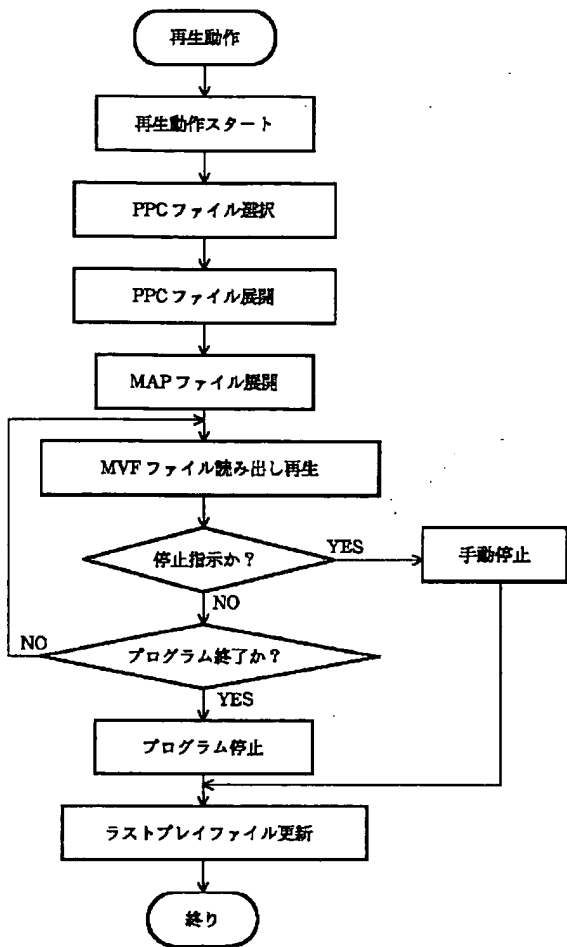 再生動作
再生動作スタート
PPCファイル選択
PPCファイル展開
MAPファイル展開
MVFファイル読み出し再生
停止指示か？
YES
手動停止
NO
プログラム終了か？
NO
YES
プログラム停止
ラストプレイファイル更新
終り